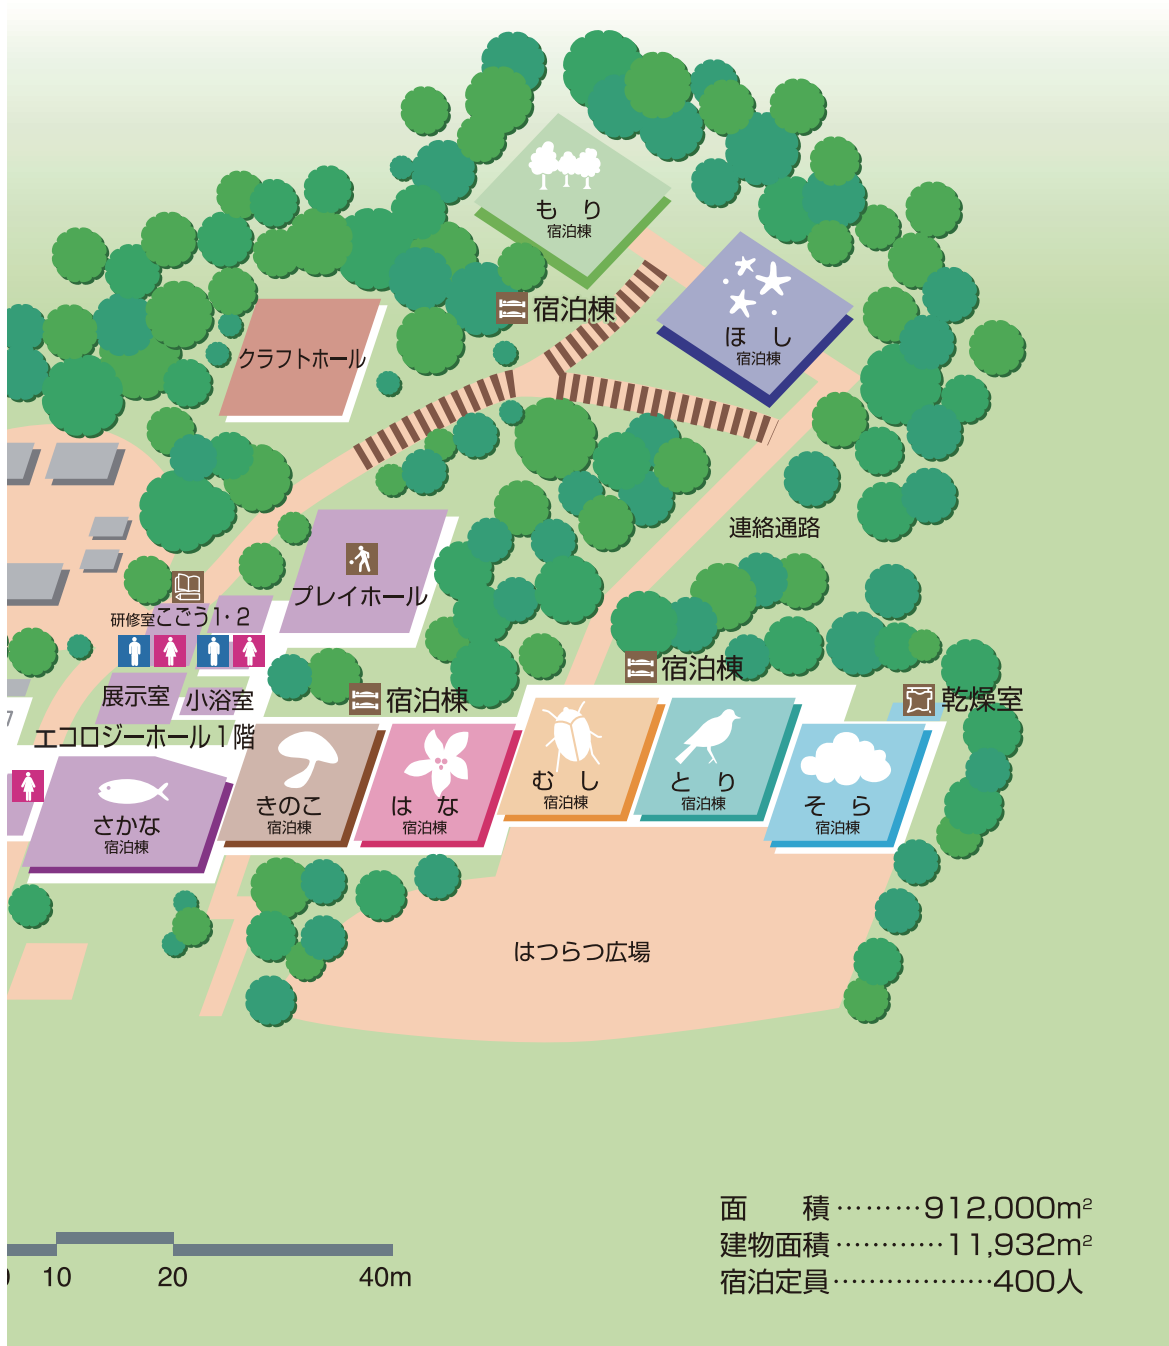 もり
宿泊棟
宿泊棟
ほし
宿泊棟
クラフトホール
連絡通路
プレイホール
研修室こごう1・2
展示室
小浴室
エコロジーホール1階
宿泊棟
宿泊棟
乾燥室
さかな
宿泊棟
きのこ
宿泊棟
はな
宿泊棟
むし
宿泊棟
とり
宿泊棟
そら
宿泊棟
はつらつ広場
面　積………912,000m²
建物面積…………11,932m²
宿泊定員………………400人
10 20 40m